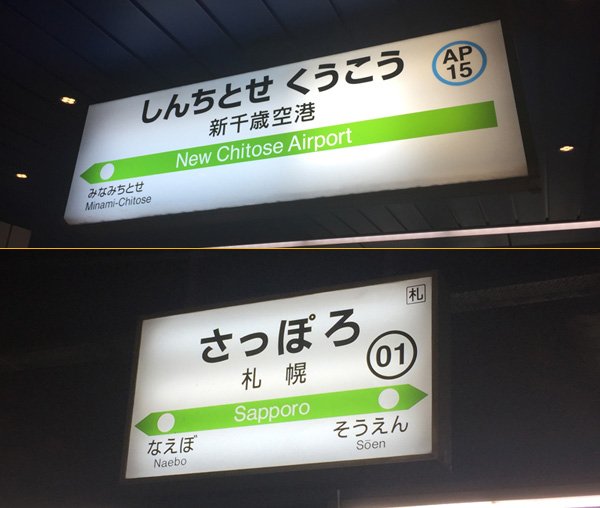 しんちとせ くうこう
AP
15
新千歳空港
New Chitose Airport
みなみちとせ
Minami-Chitose
札
さっぽろ
01
札幌
Sapporo
なえぼ
Naebo
そうえん
Sōen